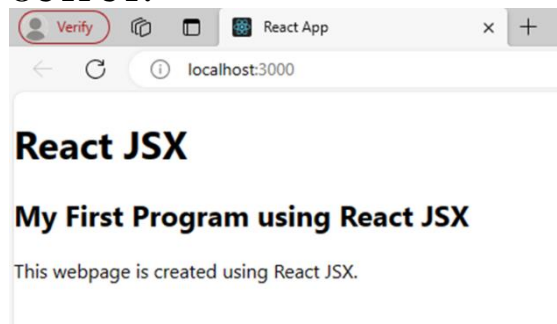 Verify
React App
localhost:3000
React JSX
My First Program using React JSX
This webpage is created using React JSX.